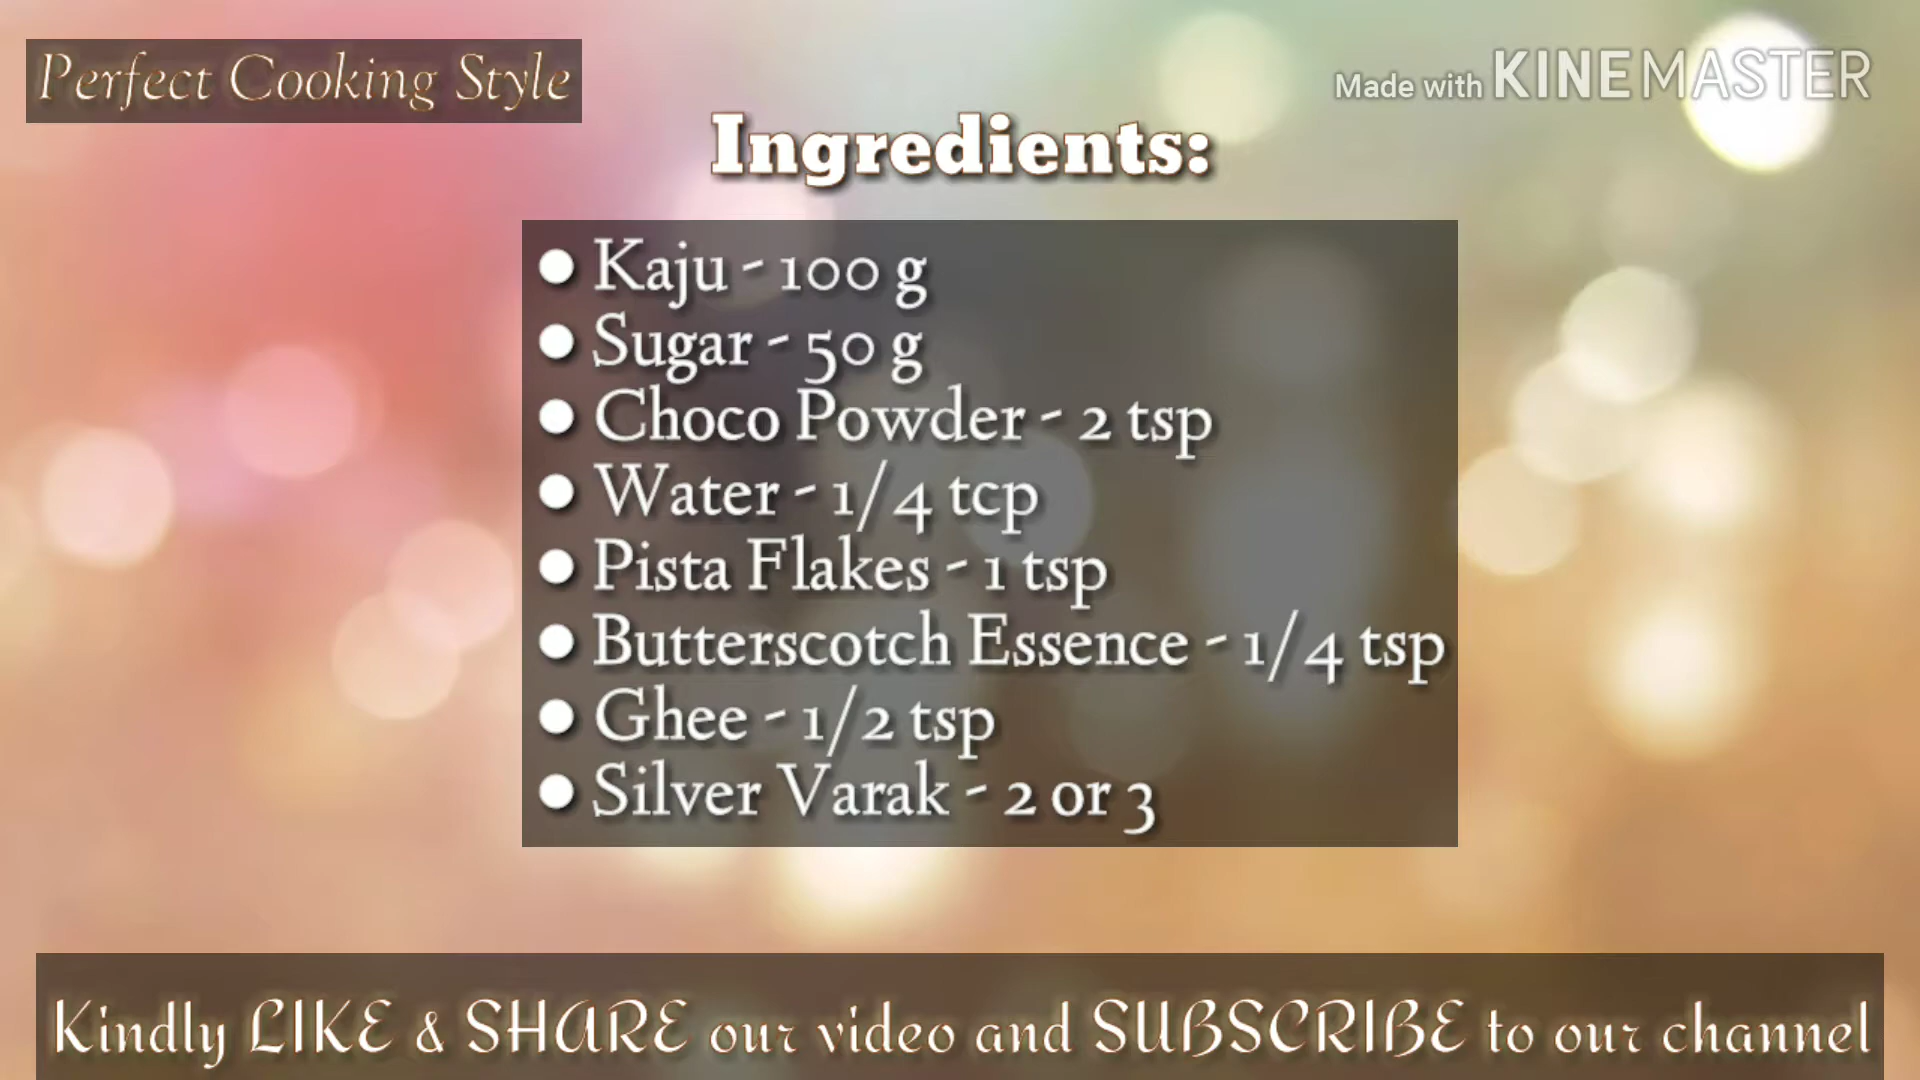 Perfect Cooking Style
Made with KINEMASTER
Ingredients:
● Kaju - 100 g
● Sugar - 50 g
● Choco Powder - 2 tsp
● Water - 1/4 tcp
● Pista Flakes - 1 tsp
● Butterscotch Essence - 1/4 tsp
● Ghee - 1/2 tsp
● Silver Varak - 2 or 3
Kindly LIKE & SHARE our video and SUBSCRIBE to our channel